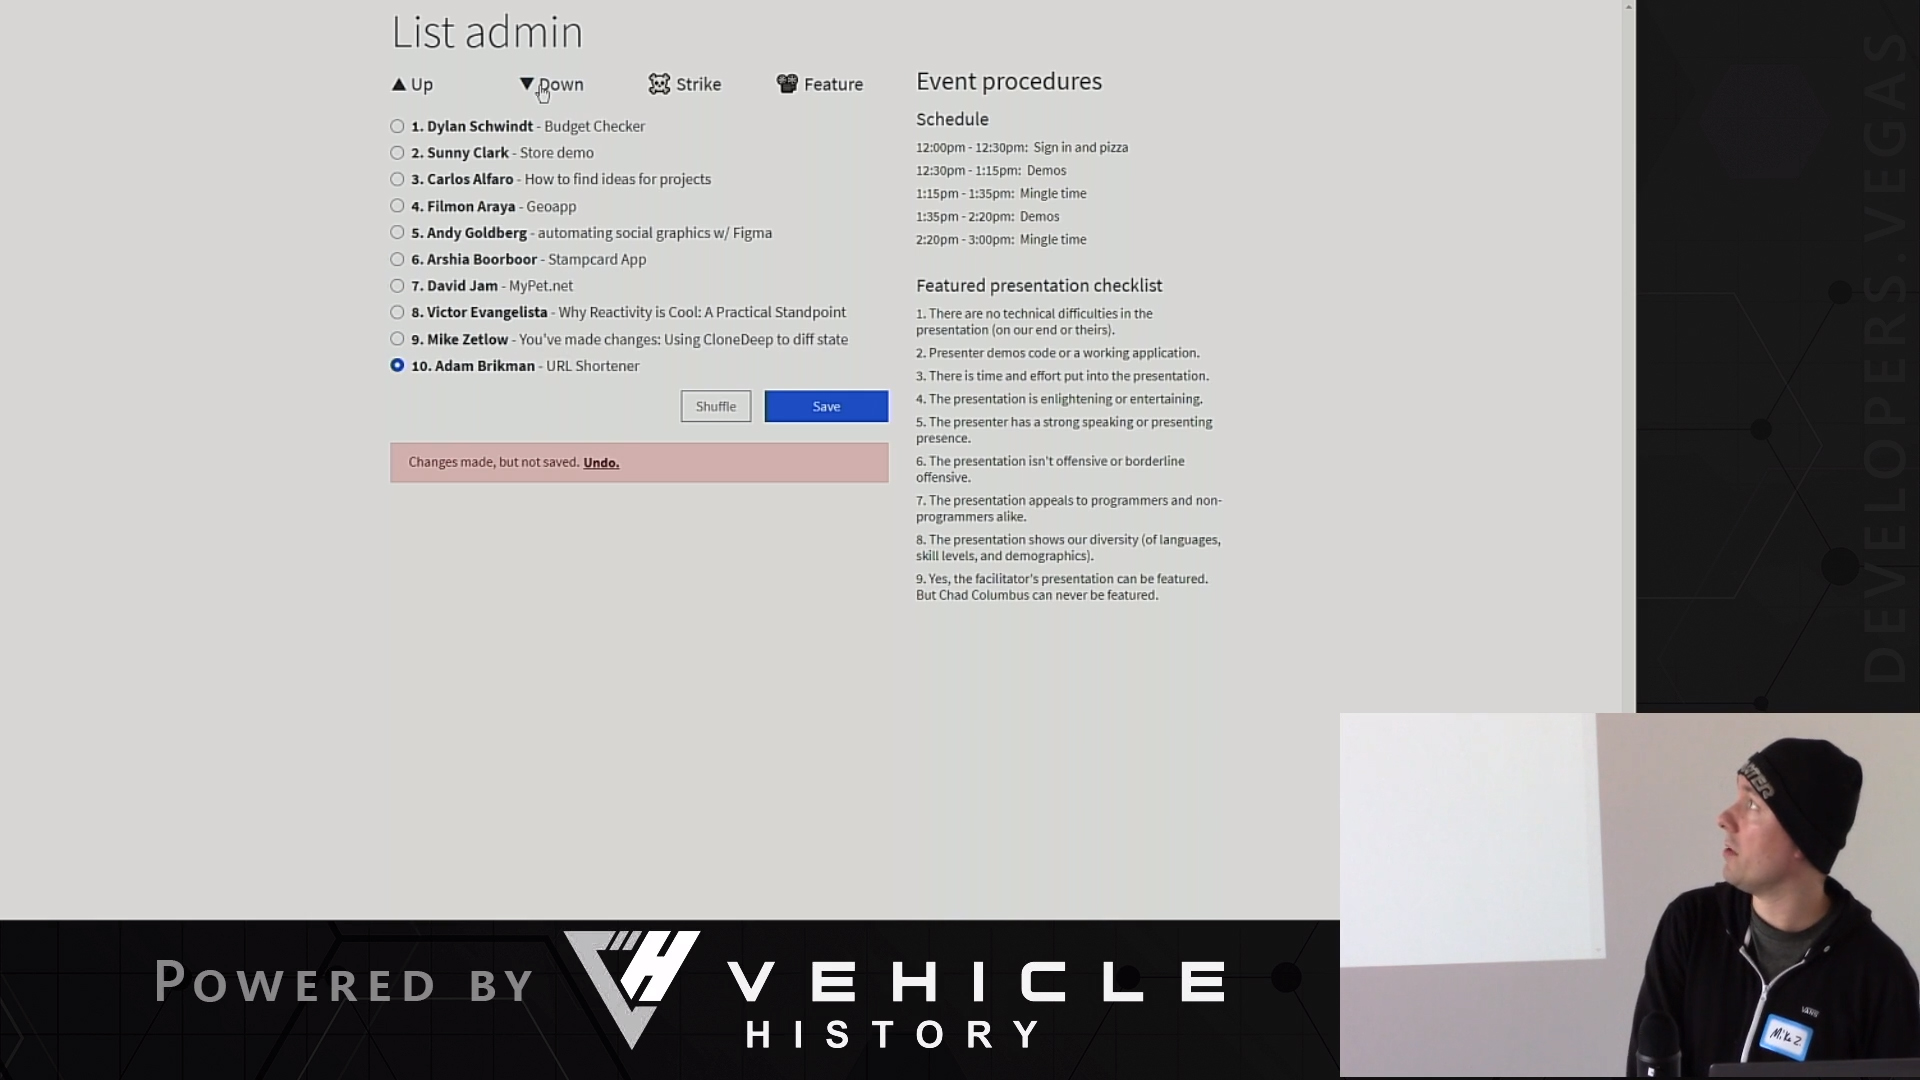 List admin
Up
Down
Strike
Feature
1. Dylan Schwindt - Budget Checker
2. Sunny Clark - Store demo
3. Carlos Alfaro - How to find ideas for projects
4. Filmon Araya - Geoapp
5. Andy Goldberg - automating social graphics w/ Figma
6. Arshia Boorboor - Stampcard App
7. David Jam - MyPet.net
8. Victor Evangelista - Why Reactivity is Cool: A Practical Standpoint
9. Mike Zetlow - You've made changes: Using CloneDeep to diff state
10. Adam Brikman - URL Shortener
Shuffle
Save
Changes made, but not saved. Undo.
Event procedures
Schedule
12:00pm - 12:30pm: Sign in and pizza
12:30pm - 1:15pm: Demos
1:15pm - 1:35pm: Mingle time
1:35pm - 2:20pm: Demos
2:20pm - 3:00pm: Mingle time
Featured presentation checklist
1. There are no technical difficulties in the
presentation (on our end or theirs).
2. Presenter demos code or a working application.
3. There is time and effort put into the presentation.
4. The presentation is enlightening or entertaining.
5. The presenter has a strong speaking or presenting
presence.
6. The presentation isn't offensive or borderline
offensive.
7. The presentation appeals to programmers and non-
programmers alike.
8. The presentation shows our diversity (of languages,
skill levels, and demographics).
9. Yes, the facilitator's presentation can be featured.
But Chad Columbus can never be featured.
DEVELOPERS.VEGAS
POWERED BY
VEHICLE
HISTORY
VANS
Mike Z.